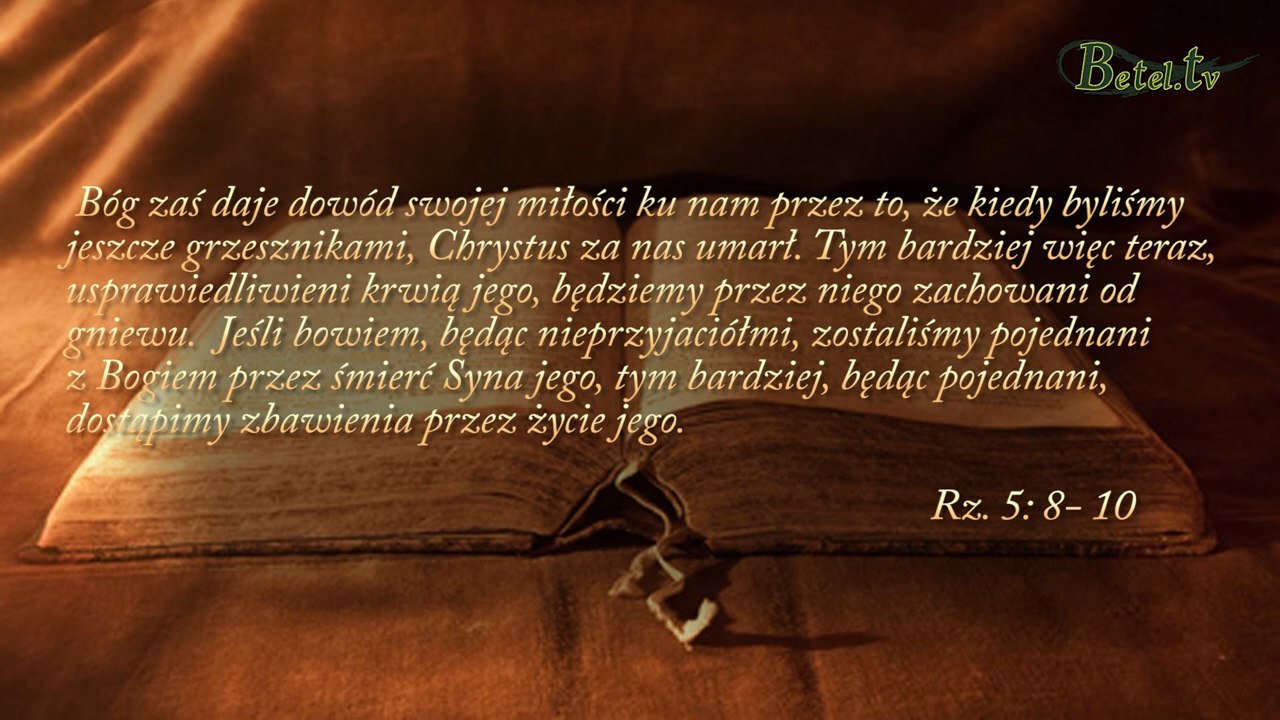 Betel.tv
Bóg zaś daje dowód swojej miłości ku nam przez to, że kiedy byliśmy
jeszcze grzesznikami, Chrystus za nas umarł. Tym bardziej więc teraz,
usprawiedliwieni krwią jego, będziemy przez niego zachowani od
gniewu. Jeśli bowiem, będąc nieprzyjaciółmi, zostaliśmy pojednani
z Bogiem przez śmierć Syna jego, tym bardziej, będąc pojednani,
dostąpimy zbawienia przez życie jego.
Rz. 5: 8- 10